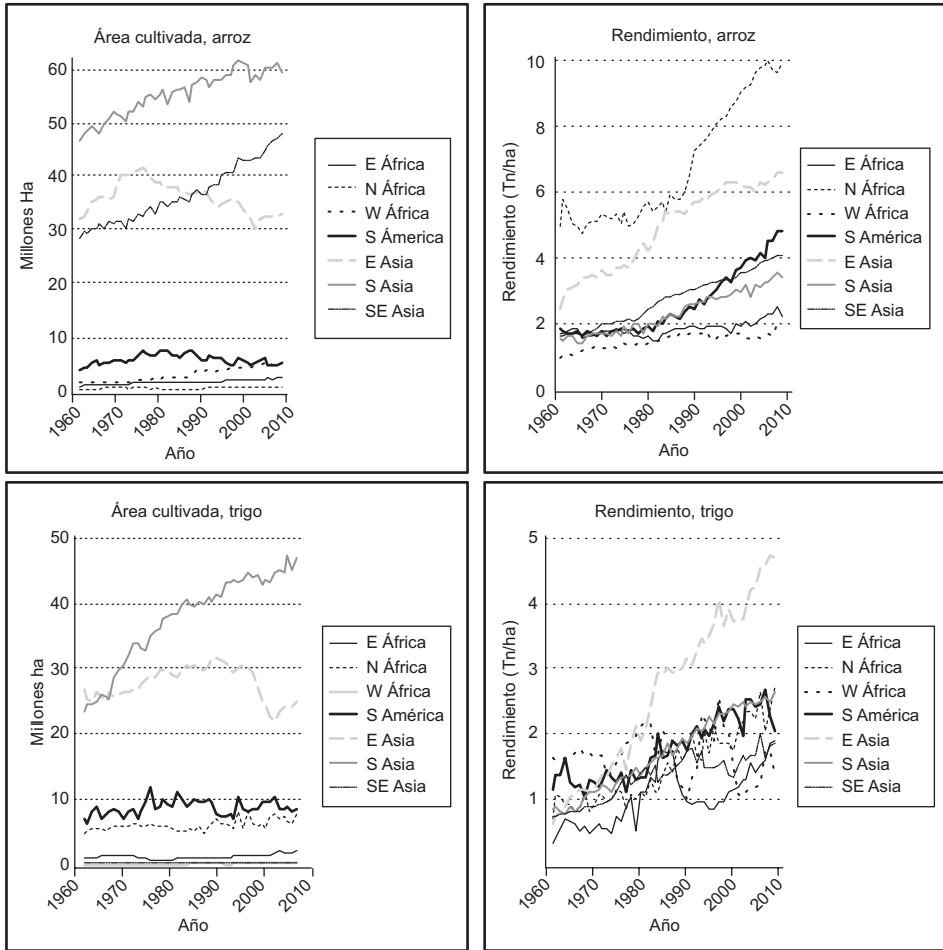 Área cultivada, arroz
Millones Ha
60
50
40
30
20
10
0
1960
1970
1980
1990
2000
2010
Año
E África
N África
W África
S Ámerica
E Asia
S Asia
SE Asia
Rendimiento, arroz
Rendimiento (Tn/ha)
10
8
6
4
2
0
1960
1970
1980
1990
2000
2010
Año
E África
N África
W África
S América
E Asia
S Asia
SE Asia
Área cultivada, trigo
Millones ha
50
40
30
20
10
0
1960
1970
1980
1990
2000
2010
Año
E África
N África
W África
S América
E Asia
S Asia
SE Asia
Rendimiento, trigo
Rendimiento (Tn/ha)
5
4
3
2
1
1960
1970
1980
1990
2000
2010
Año
E África
N África
W África
S América
E Asia
S Asia
SE Asia